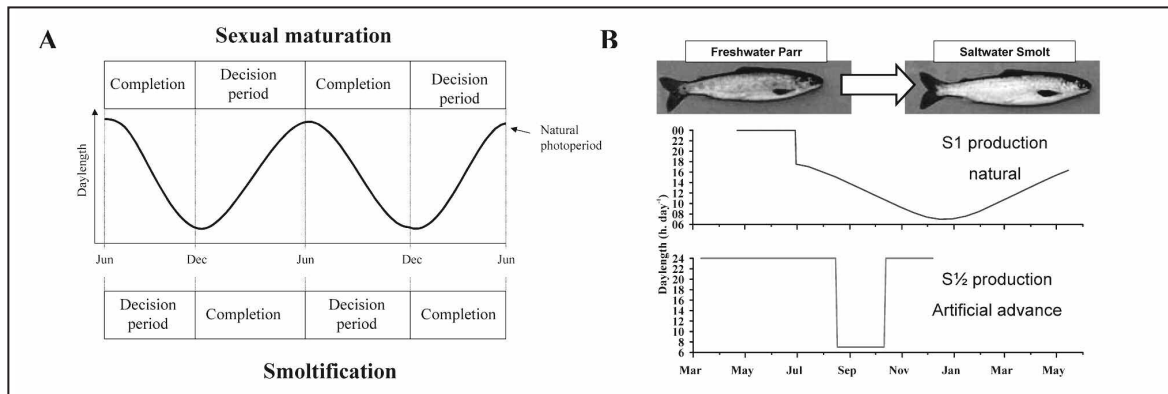 A
Sexual maturation
Completion
Decision
period
Completion
Decision
period
Daylength
Natural
photoperiod
Jun
Dec
Jun
Dec
Jun
Decision
period
Completion
Decision
period
Completion
Smoltification
B
Freshwater Parr
Saltwater Smolt
00
22
20
18
16
14
12
10
08
06
S1 production
natural
Daylength (h. day⁻¹)
24
22
20
18
16
14
12
10
8
6
S½ production
Artificial advance
Mar
May
Jul
Sep
Nov
Jan
Mar
May